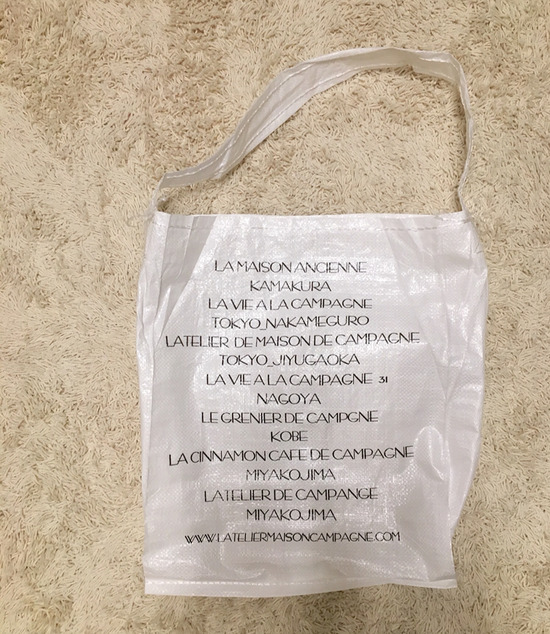 LA MAISON ANCIENNE
KAMAKURA
LA VIE A LA CAMPAGNE
TOKYO_NAKAMEGURO
LATELIER DE MAISON DE CAMPAGNE
TOKYO_JIYUGAOKA
LA VIE A LA CAMPAGNE 31
NAGOYA
LE GRENIER DE CAMPGNE
KOBE
LA CINNAMON CAFE DE CAMPAGNE
MIYAKOJIMA
LATELIER DE CAMPANGE
MIYAKOJIMA
WWW.LATELIERMAISONCAMPAGNE.COM